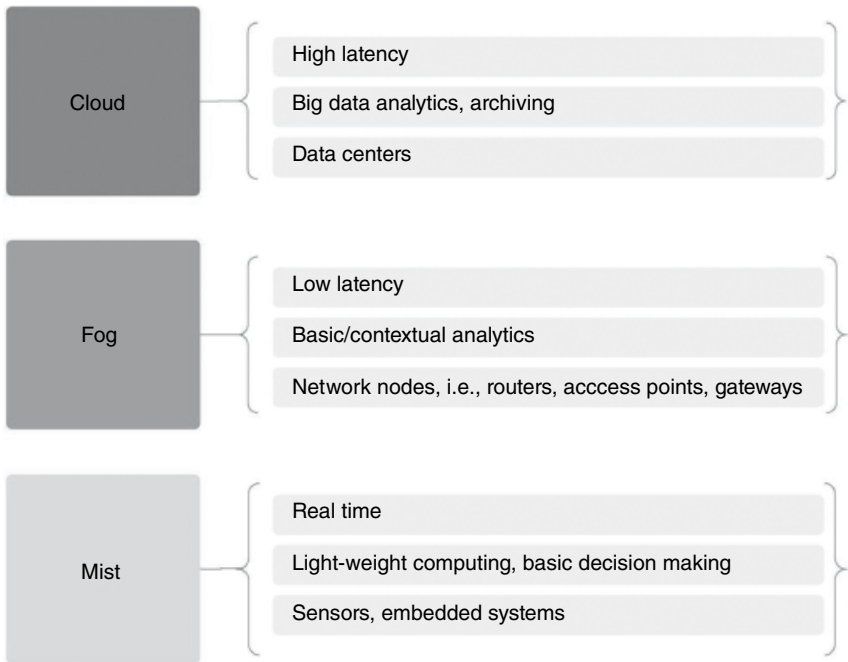 Cloud
High latency
Big data analytics, archiving
Data centers
Fog
Low latency
Basic/contextual analytics
Network nodes, i.e., routers, acccess points, gateways
Mist
Real time
Light-weight computing, basic decision making
Sensors, embedded systems